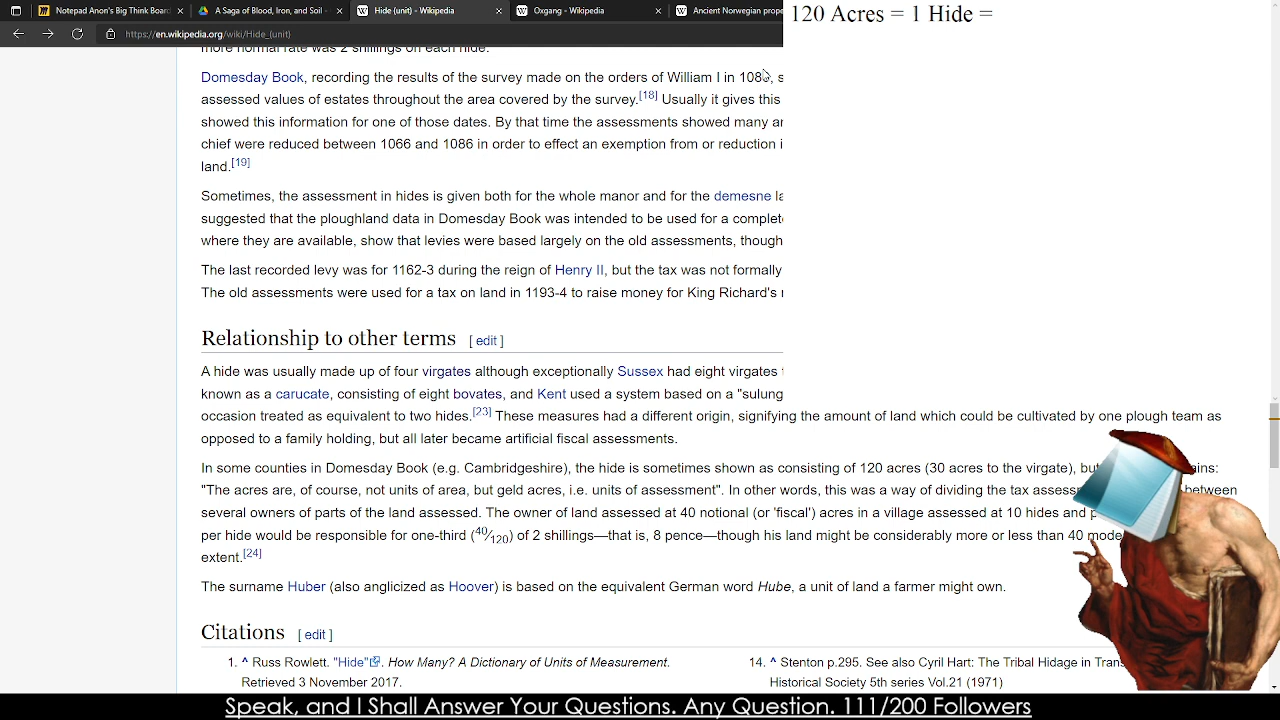 Notepad Anon's Big Think Board
A Saga of Blood, Iron, and Soil -
Hide (unit) - Wikipedia
Oxgang - Wikipedia
Ancient Norwegian prope
120 Acres = 1 Hide =
https://en.wikipedia.org/wiki/Hide_(unit)
more normal rate was 2 shillings on each hide.
Domesday Book, recording the results of the survey made on the orders of William I in 1086, s
assessed values of estates throughout the area covered by the survey.[18] Usually it gives this
showed this information for one of those dates. By that time the assessments showed many
chief were reduced between 1066 and 1086 in order to effect an exemption from or reduction i
land.[19]
Sometimes, the assessment in hides is given both for the whole manor and for the demesne la
suggested that the ploughland data in Domesday Book was intended to be used for a complet
where they are available, show that levies were based largely on the old assessments, though
The last recorded levy was for 1162-3 during the reign of Henry II, but the tax was not formally
The old assessments were used for a tax on land in 1193-4 to raise money for King Richard's
Relationship to other terms [ edit ]
A hide was usually made up of four virgates although exceptionally Sussex had eight virgates
known as a carucate, consisting of eight bovates, and Kent used a system based on a "sulung
occasion treated as equivalent to two hides.[23] These measures had a different origin, signifying the amount of land which could be cultivated by one plough team as
opposed to a family holding, but all later became artificial fiscal assessments.
In some counties in Domesday Book (e.g. Cambridgeshire), the hide is sometimes shown as consisting of 120 acres (30 acres to the virgate), but ins:
"The acres are, of course, not units of area, but geld acres, i.e. units of assessment". In other words, this was a way of dividing the tax assess between
several owners of parts of the land assessed. The owner of land assessed at 40 notional (or 'fiscal') acres in a village assessed at 10 hides and
per hide would be responsible for one-third (40⁄120) of 2 shillings—that is, 8 pence—though his land might be considerably more or less than 40 mode
extent.[24]
The surname Huber (also anglicized as Hoover) is based on the equivalent German word Hube, a unit of land a farmer might own.
Citations [ edit ]
1. ^ Russ Rowlett. "Hide". How Many? A Dictionary of Units of Measurement.
Retrieved 3 November 2017.
14. ^ Stenton p.295. See also Cyril Hart: The Tribal Hidage in Trans
Historical Society 5th series Vol.21 (1971)
Speak, and I Shall Answer Your Questions. Any Question. 111/200 Followers